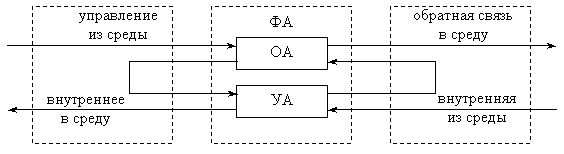 управление
из среды
ФА
ОА
обратная связь
в среду
внутреннее
в среду
УА
внутренняя
из среды